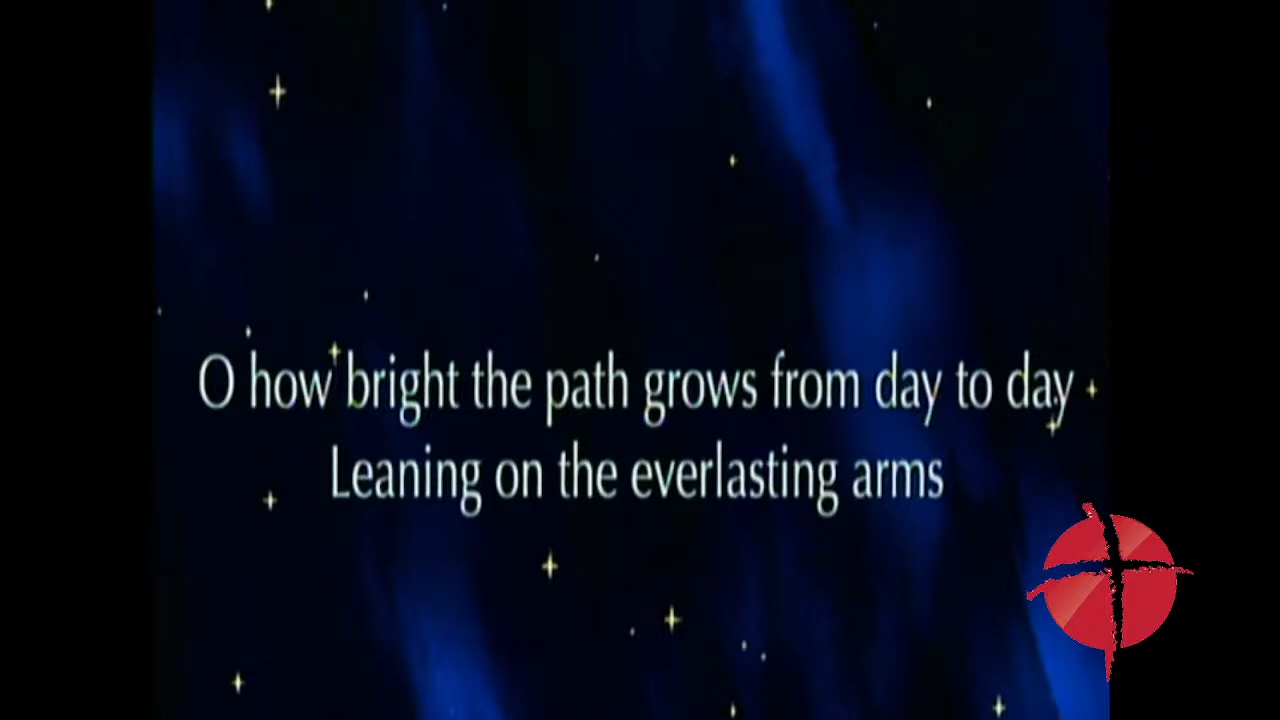 O how bright the path grows from day to day
Leaning on the everlasting arms